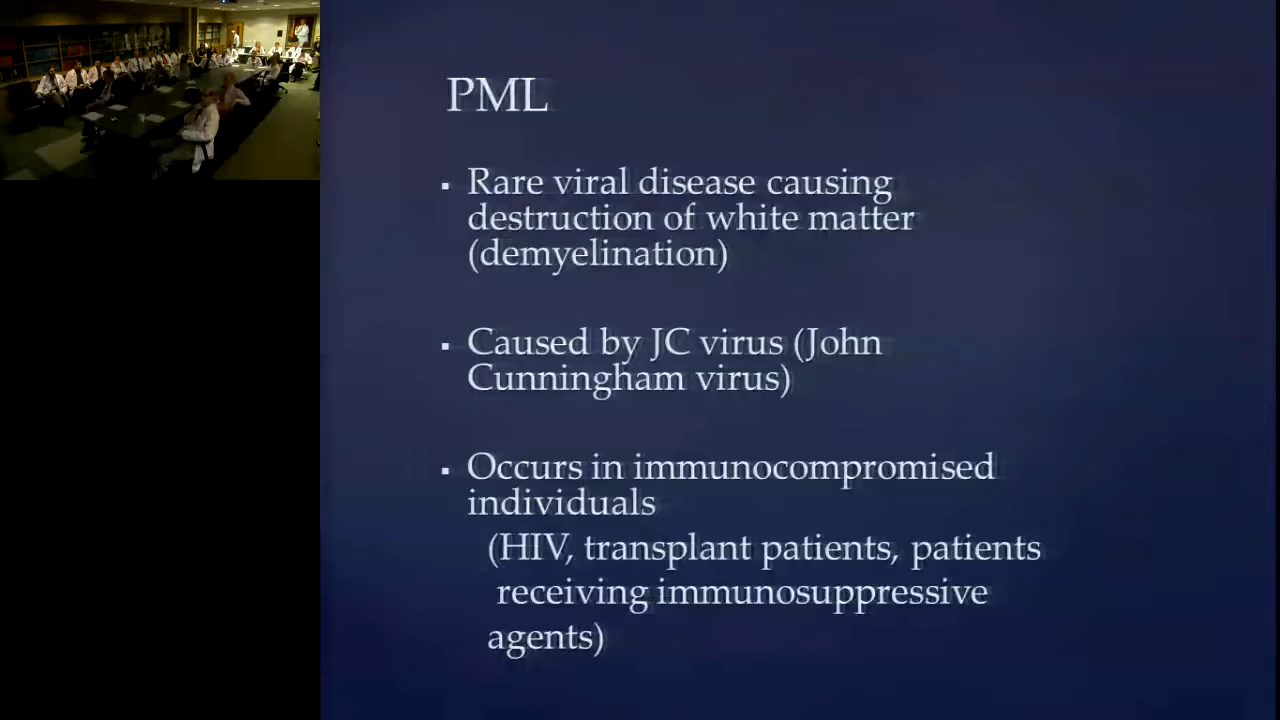 PML
▪ Rare viral disease causing
destruction of white matter
(demyelination)
▪ Caused by JC virus (John
Cunningham virus)
▪ Occurs in immunocompromised
individuals
(HIV, transplant patients, patients
receiving immunosuppressive
agents)